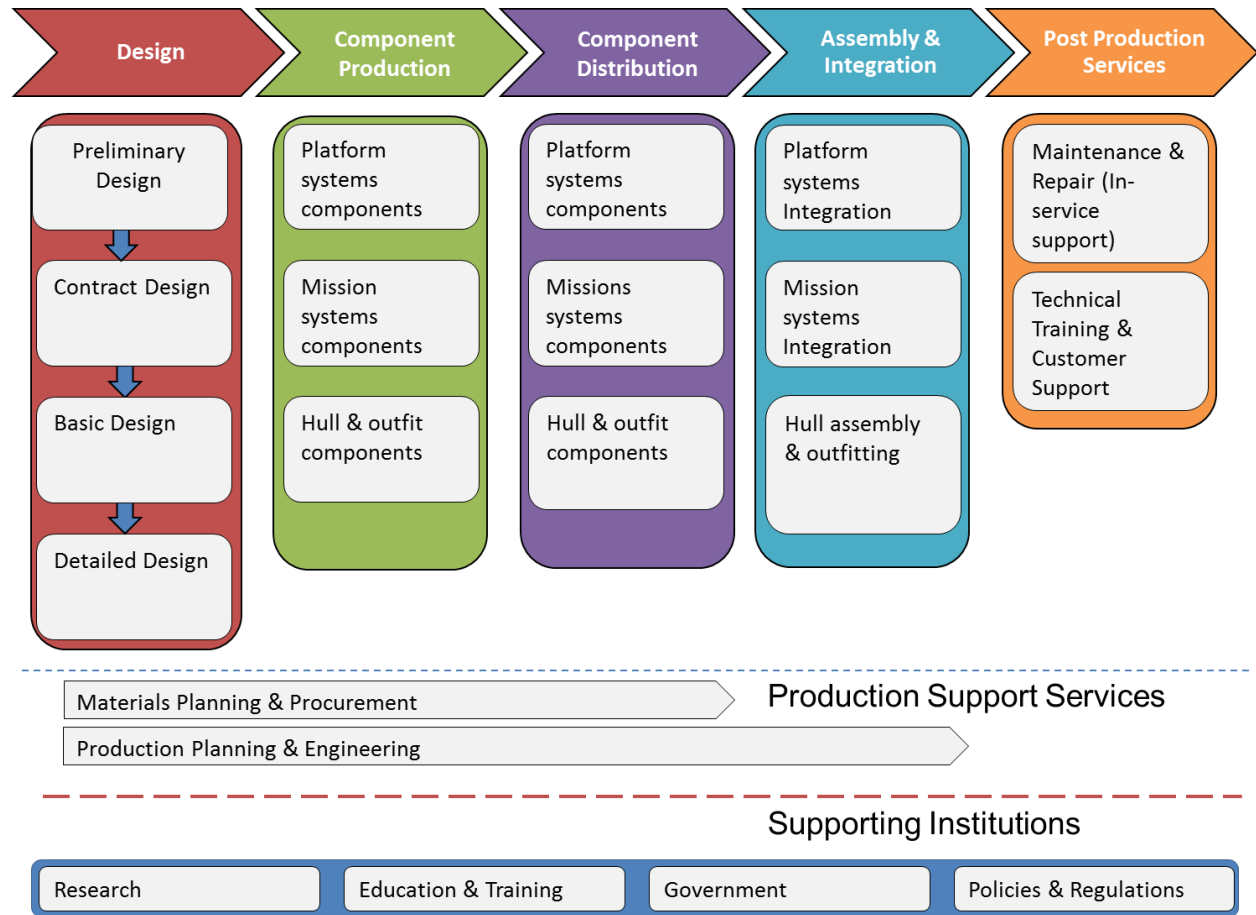 Design
Component
Production
Component
Distribution
Assembly &
Integration
Post Production
Services
Preliminary
Design
Contract Design
Basic Design
Detailed Design
Platform
systems
components
Mission
systems
components
Hull & outfit
components
Platform
systems
components
Missions
systems
components
Hull & outfit
components
Platform
systems
Integration
Mission
systems
Integration
Hull assembly
& outfitting
Maintenance &
Repair (In-
service
support)
Technical
Training &
Customer
Support
Production Support Services
Materials Planning & Procurement
Production Planning & Engineering
Supporting Institutions
Research
Education & Training
Government
Policies & Regulations